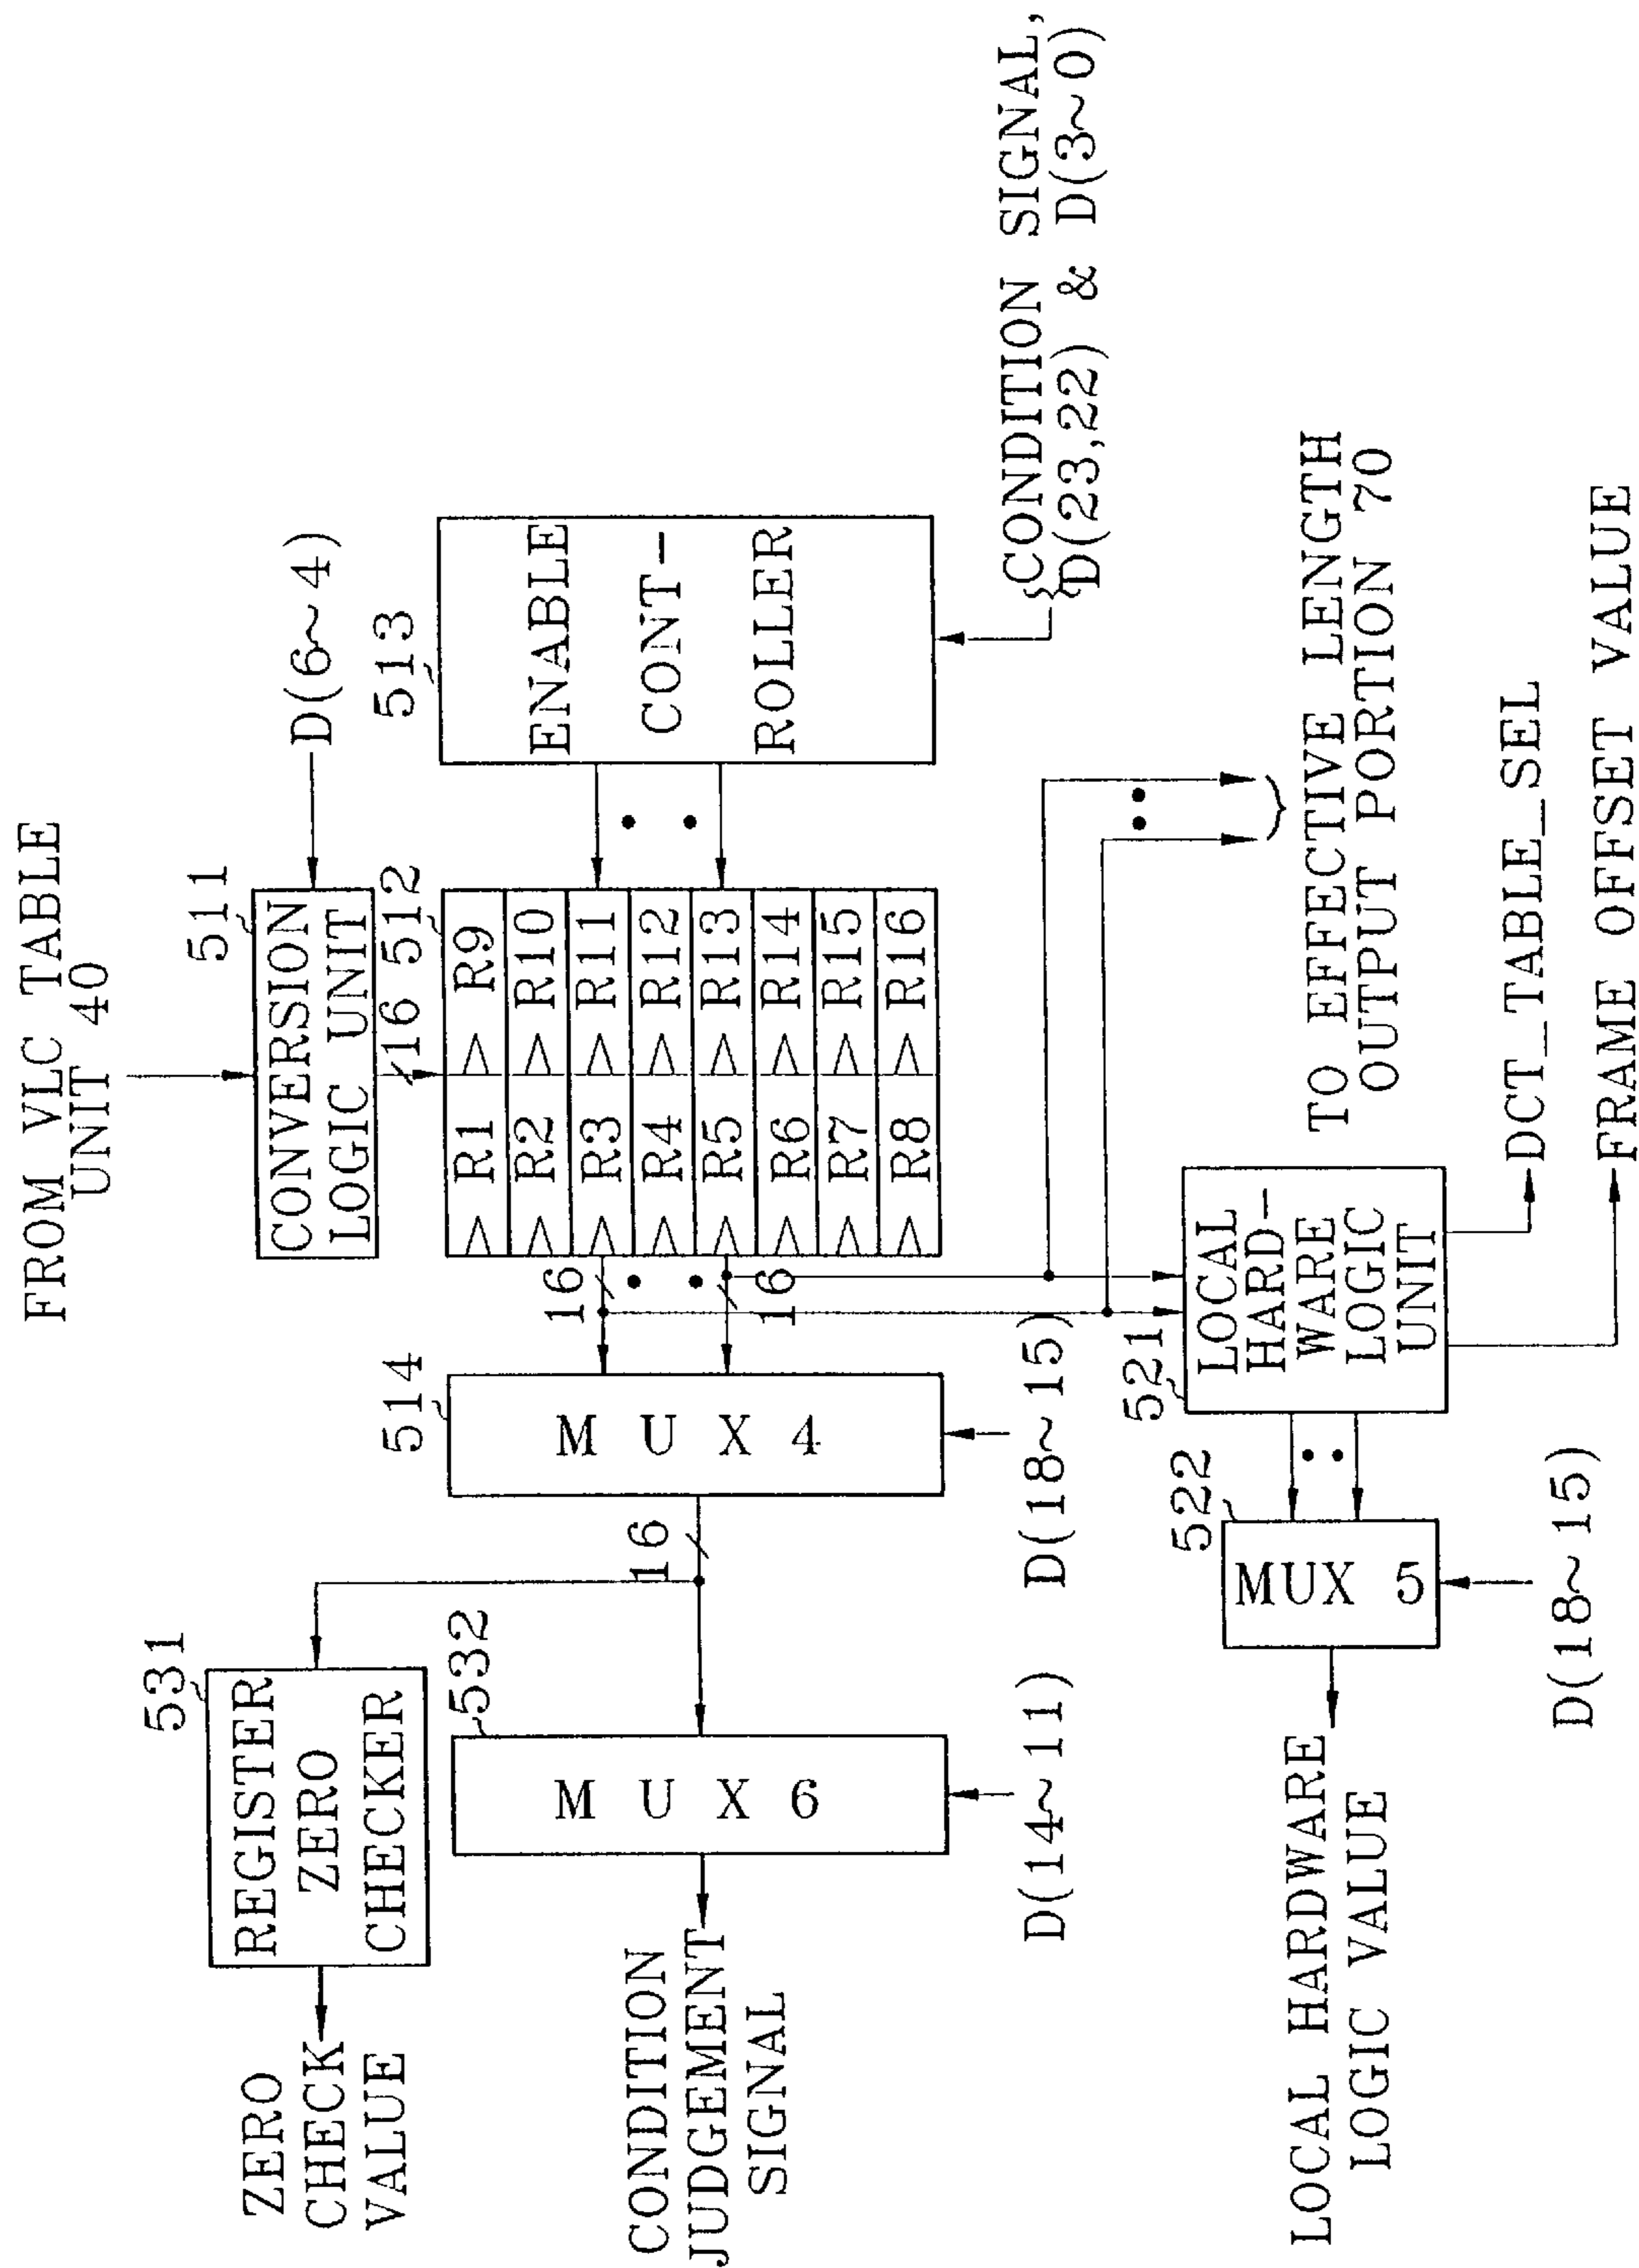 FROM VLC TABLE
UNIT 40
511
CONVERSION
LOGIC UNIT
D(6~4)
16
512
R1 R9
R2 R10
R3 R11
R4 R12
R5 R13
R6 R14
R7 R15
R8 R16
513
ENABLE
CONT-
ROLLER
CONDITION SIGNAL,
D(23,22) & D(3~0)
16
16
514
MUX4
D(18~15)
16
531
REGISTER
ZERO
CHECKER
ZERO
CHECK
VALUE
532
MUX6
D(14~11)
CONDITION
JUDGEMENT
SIGNAL
TO EFFECTIVE LENGTH
OUTPUT PORTION 70
521
LOCAL
HARD-
WARE
LOGIC
UNIT
DCT_TABLE_SEL
FRAME OFFSET VALUE
522
MUX 5
D(18~15)
LOCAL HARDWARE
LOGIC VALUE